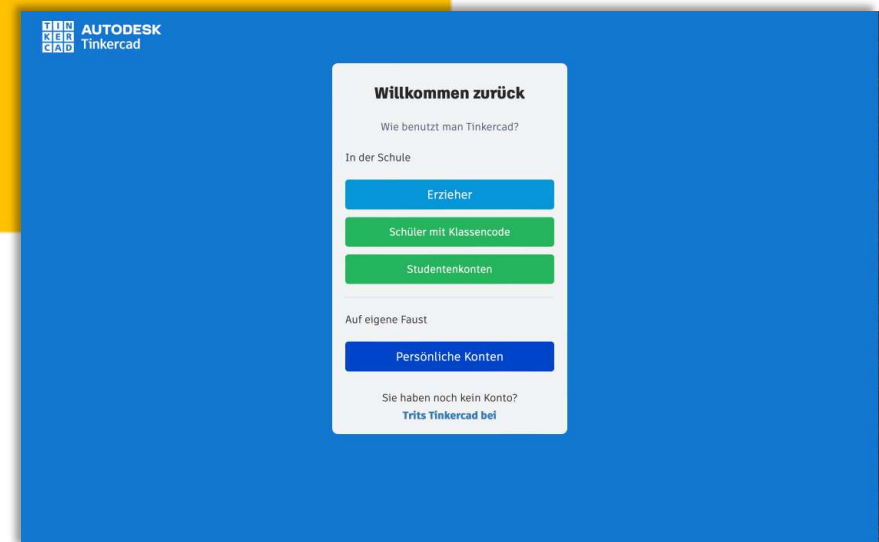 TIN
KER
CAD
AUTODESK
Tinkercad
Willkommen zurück
Wie benutzt man Tinkercad?
In der Schule
Erzieher
Schüler mit Klassencode
Studentenkonten
Auf eigene Faust
Persönliche Konten
Sie haben noch kein Konto?
Trits Tinkercad bei